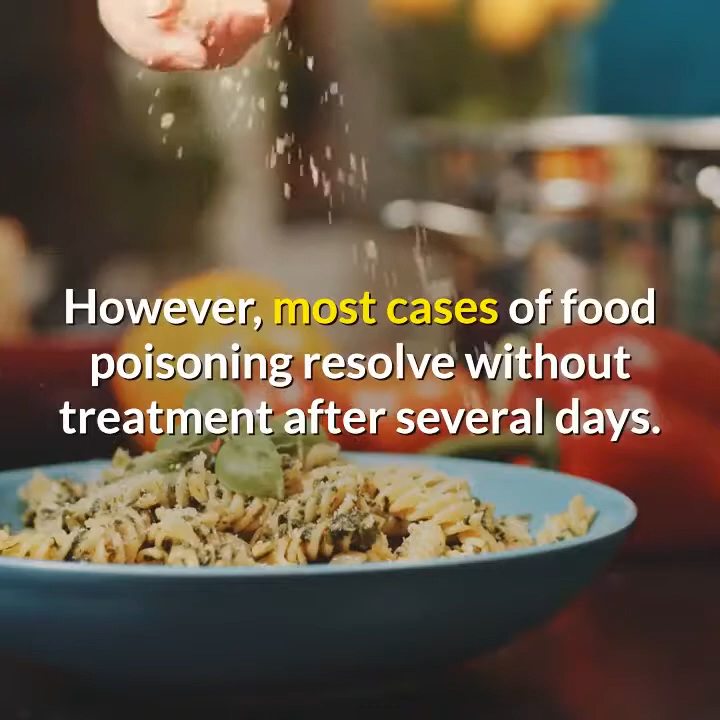 However, most cases of food
poisoning resolve without
treatment after several days.